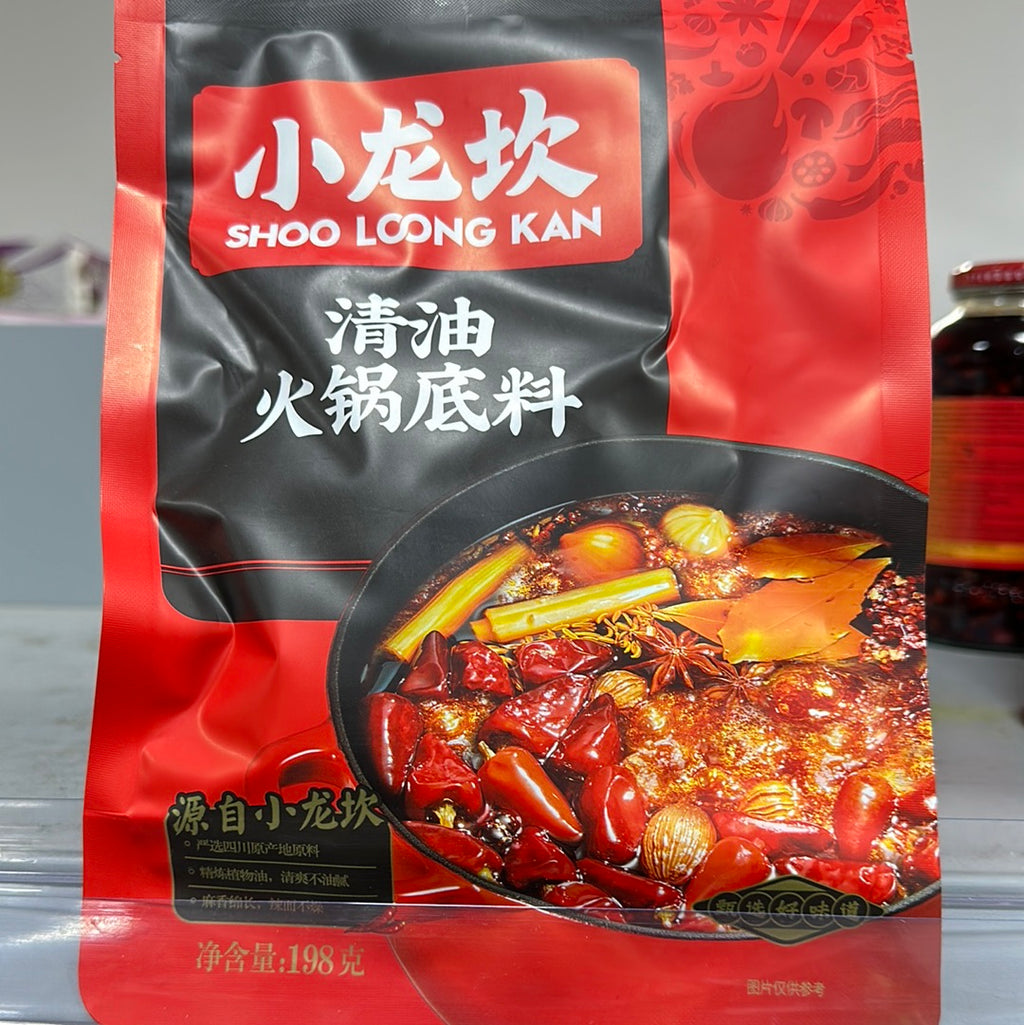 小龙坎
SHOO LOONG KAN
清油
火锅底料
源自小龙坎
严选四川原产地原料
精炼植物油，清爽不油腻
麻香绵长，辣而不燥
甄选好味道
净含量:198克
图片仅供参考